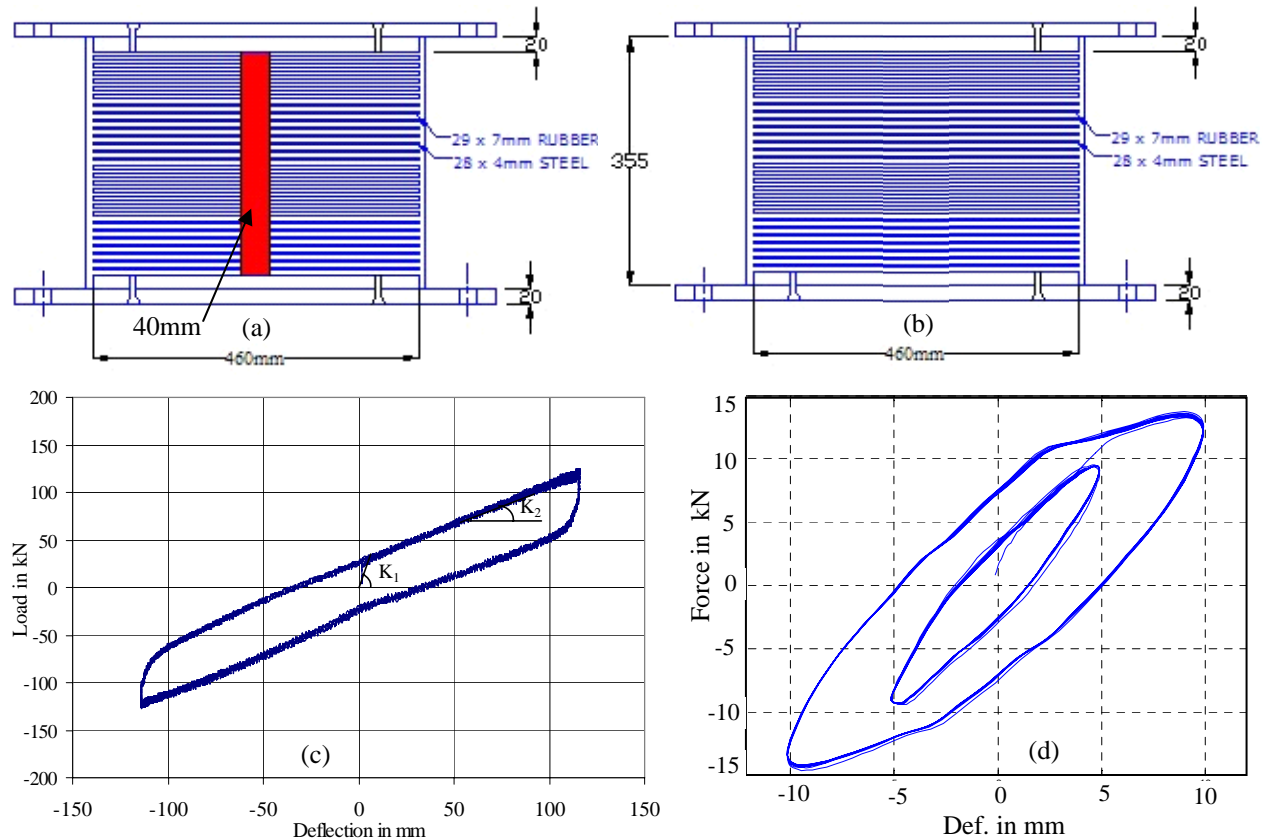 20
29 x 7mm RUBBER
28 x 4mm STEEL
20
40mm
(a)
460mm
20
355
29 x 7mm RUBBER
28 x 4mm STEEL
20
(b)
460mm
200
150
100
50
0
-50
-100
-150
-200
Load in kN
K2
K1
(c)
-150 -100 -50 0 50 100 150
Deflection in mm
15
10
5
0
-5
-10
-15
Force in kN
(d)
-10 -5 0 5 10
Def. in mm